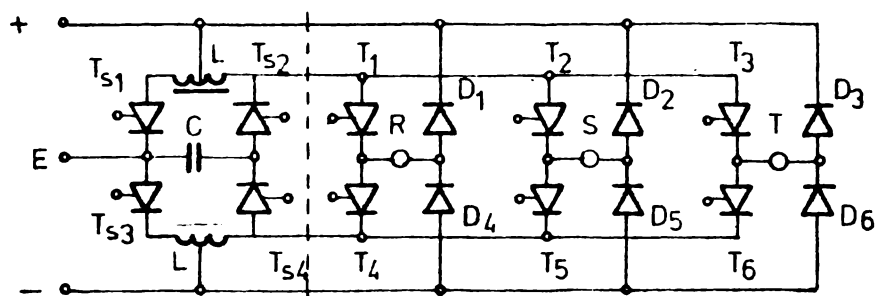 +
L
Ts1
Ts2
T1
T2
T3
D1
D2
D3
C
R
S
T
E
Ts3
D4
D5
D6
L
Ts4
T4
T5
T6
−